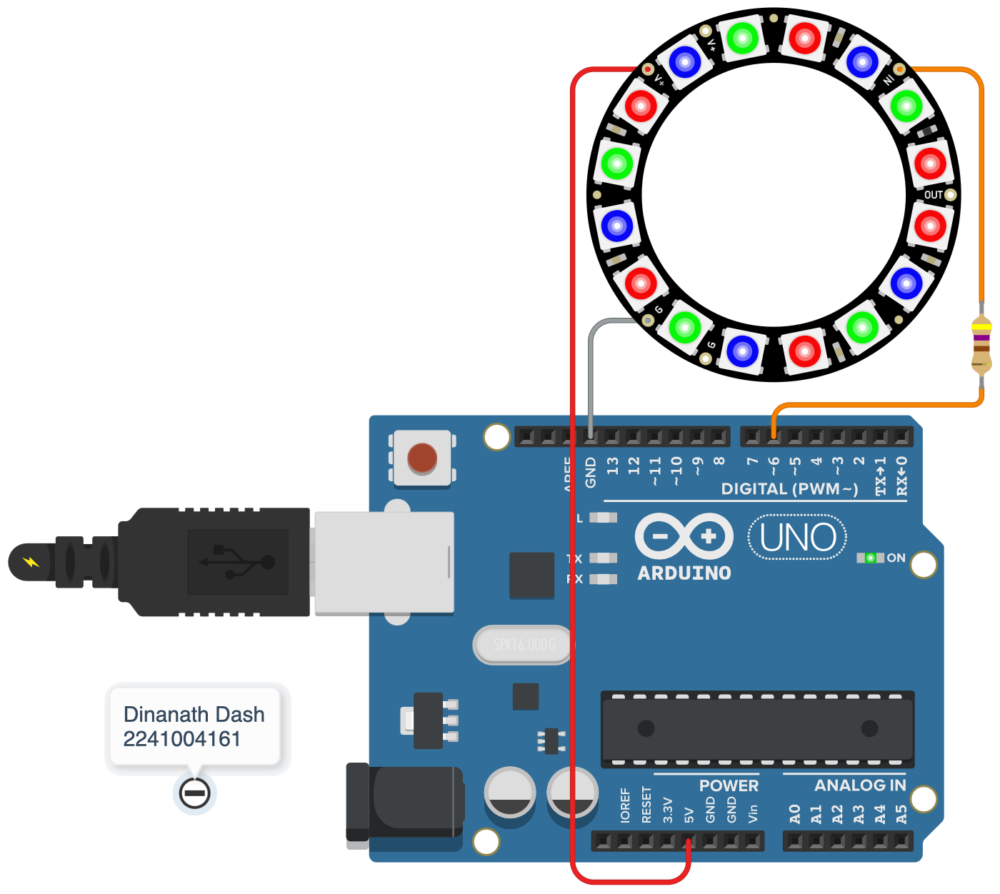 V+
V+
IN
OUT
G
G
AREF
GND
13
12
~11
~10
~9
8
7
~6
~5
4
~3
2
TX→1
RX←0
DIGITAL (PWM~)
L
TX
RX
ARDUINO
UNO
ON
SPK16.000G
Dinanath Dash
2241004161
POWER
ANALOG IN
IOREF
RESET
3.3V
5V
GND
GND
Vin
A0
A1
A2
A3
A4
A5